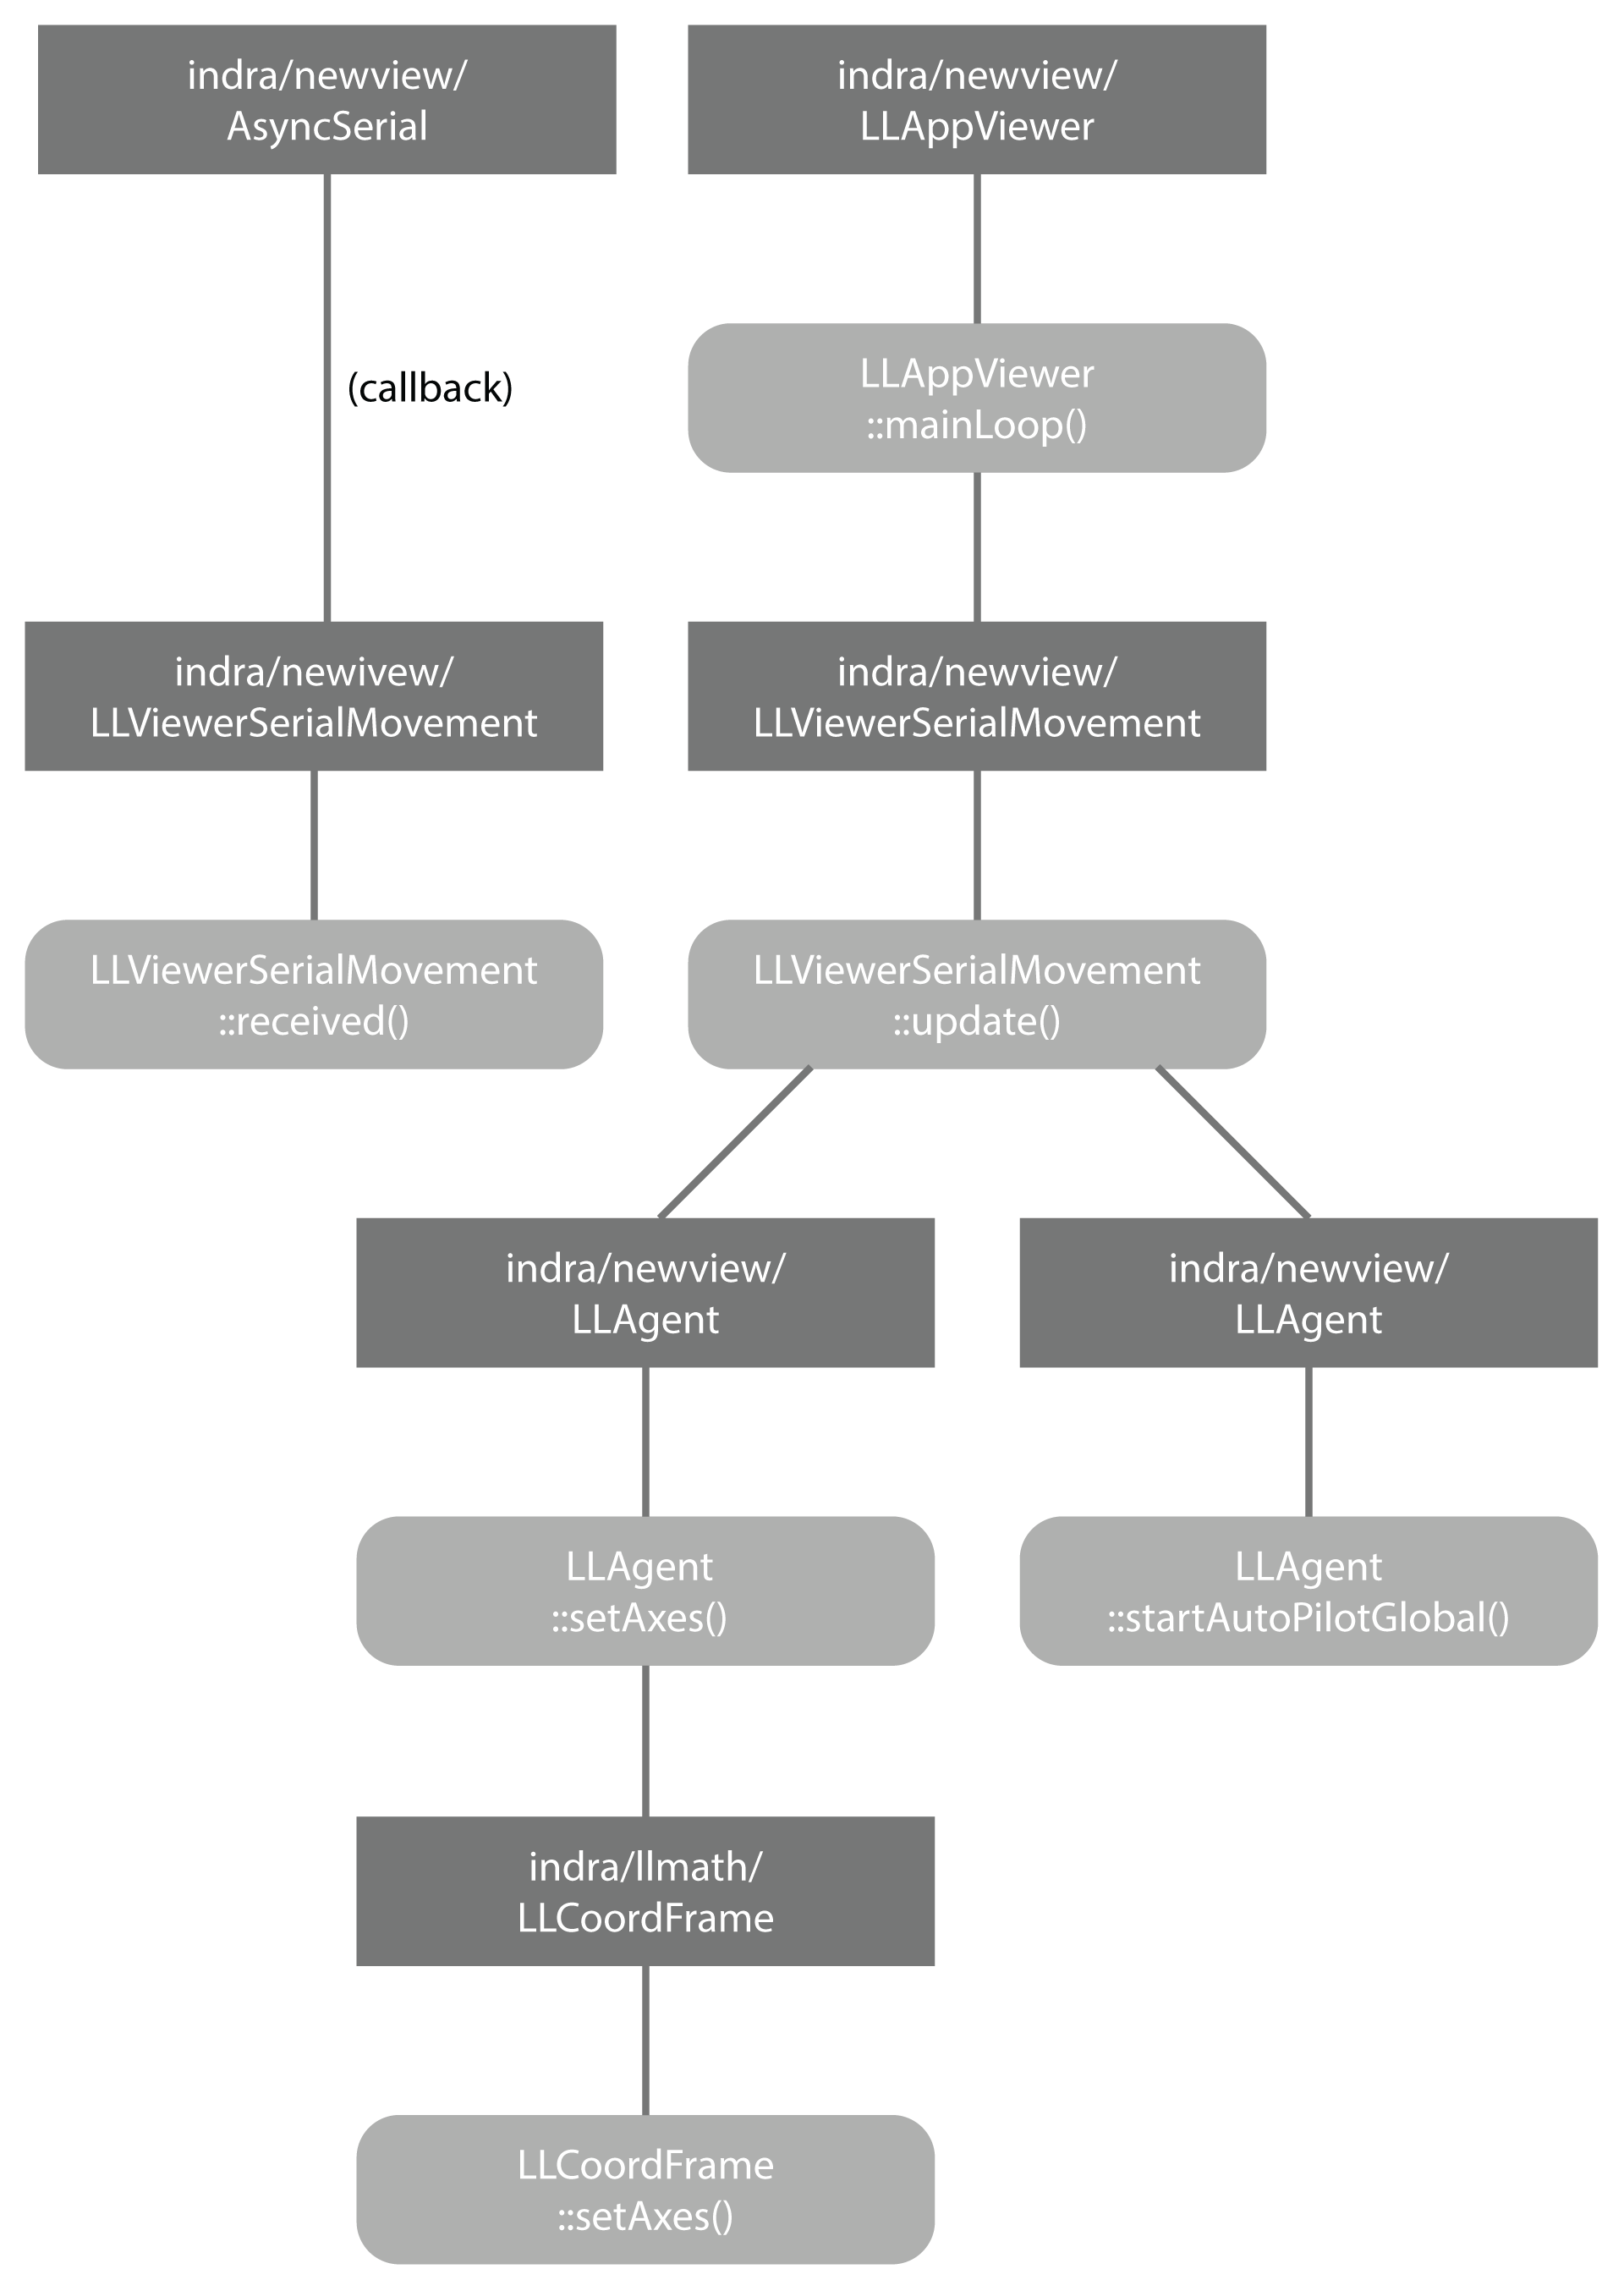 indra/newview/
AsyncSerial
indra/newview/
LLAppViewer
(callback)
LLAppViewer
::mainLoop()
indra/newivew/
LLViewerSerialMovement
indra/newview/
LLViewerSerialMovement
LLViewerSerialMovement
::received()
LLViewerSerialMovement
::update()
indra/newview/
LLAgent
indra/newview/
LLAgent
LLAgent
::setAxes()
LLAgent
::startAutoPilotGlobal()
indra/llmath/
LLCoordFrame
LLCoordFrame
::setAxes()